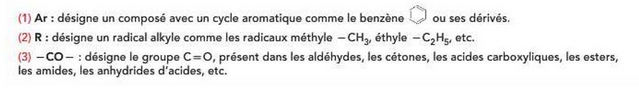 (1) Ar : désigne un composé avec un cycle aromatique comme le benzène ou ses dérivés.
(2) R : désigne un radical alkyle comme les radicaux méthyle −CH₃, éthyle −C₂H₅, etc.
(3) −CO− : désigne le groupe C=O, présent dans les aldéhydes, les cétones, les acides carboxyliques, les esters,
les amides, les anhydrides d'acides, etc.